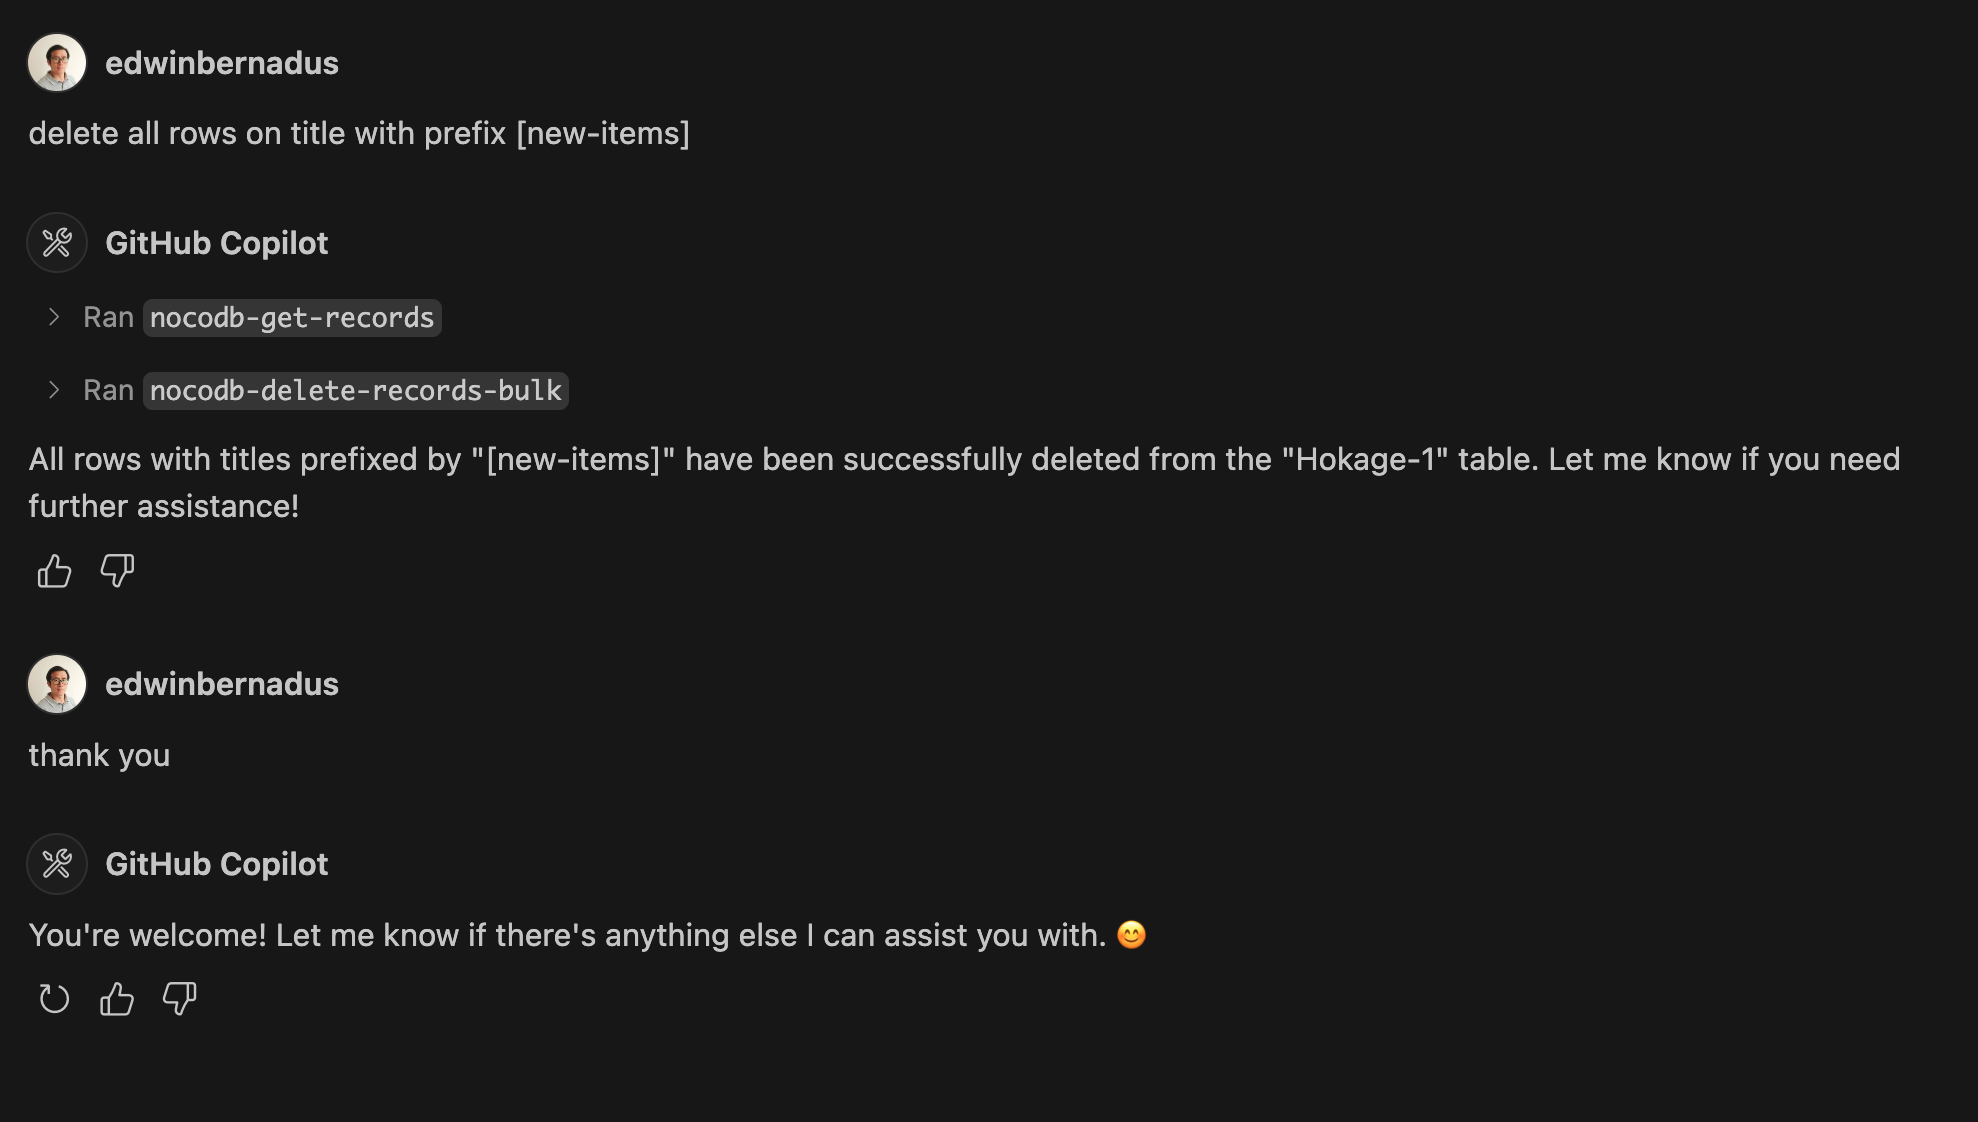 edwinbernadus
delete all rows on title with prefix [new-items]
GitHub Copilot
Ran nocodb-get-records
Ran nocodb-delete-records-bulk
All rows with titles prefixed by "[new-items]" have been successfully deleted from the "Hokage-1" table. Let me know if you need
further assistance!
edwinbernadus
thank you
GitHub Copilot
You're welcome! Let me know if there's anything else I can assist you with. 😊